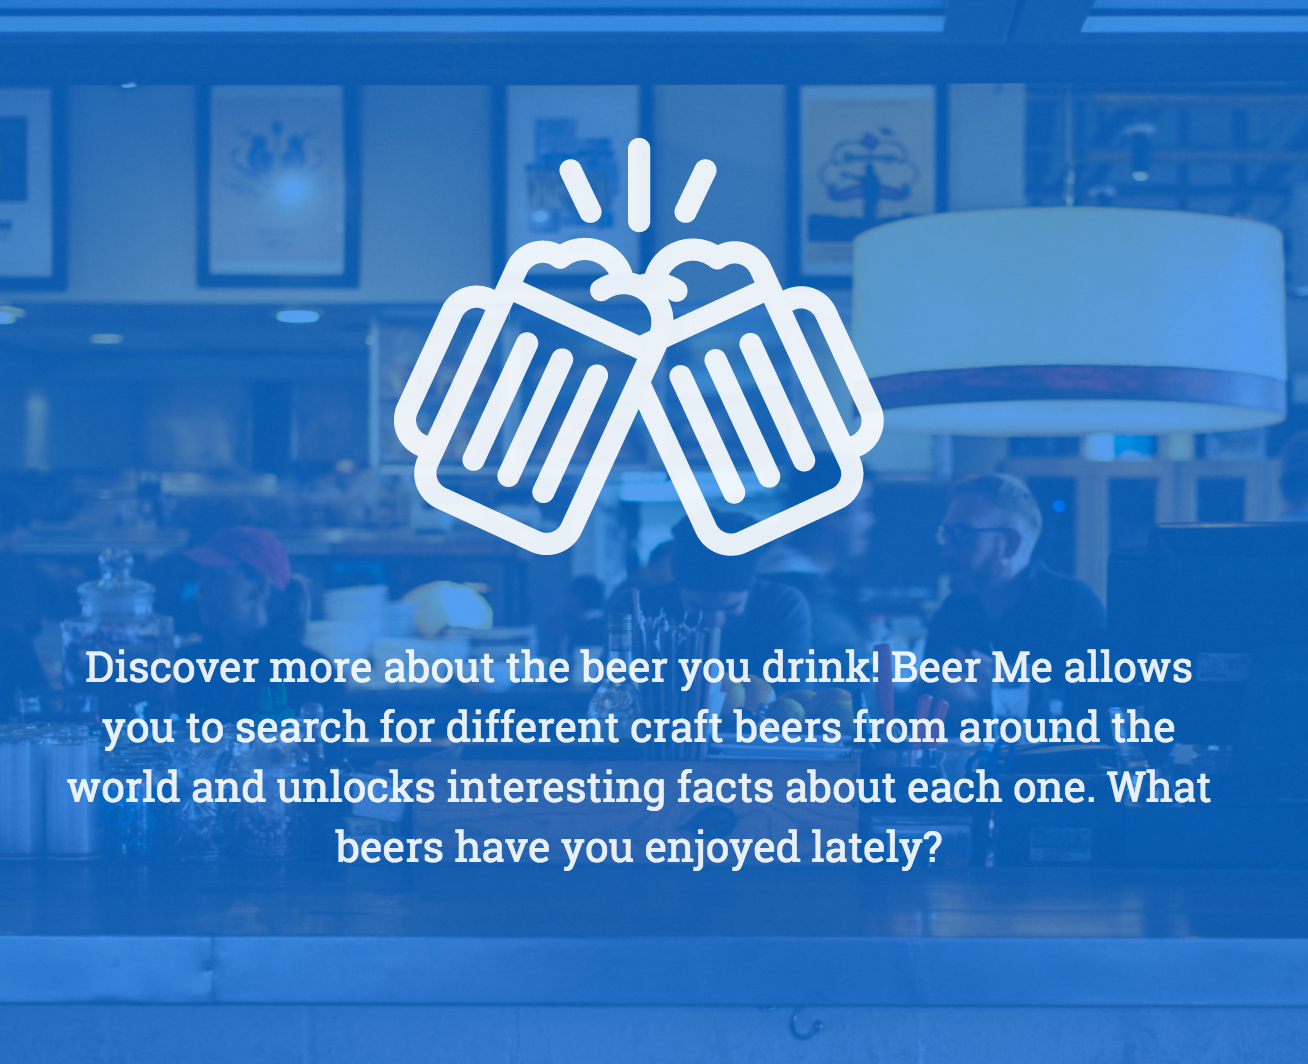 Discover more about the beer you drink! Beer Me allows
you to search for different craft beers from around the
world and unlocks interesting facts about each one. What
beers have you enjoyed lately?